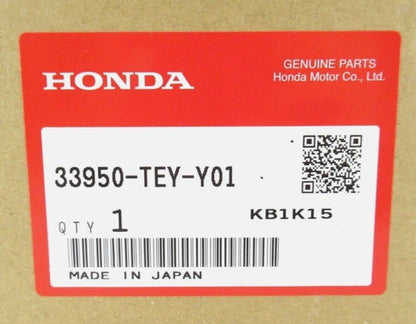 HONDA
GENUINE PARTS
Honda Motor Co., Ltd.
33950-TEY-Y01
QTY 1
KB1K15
MADE IN JAPAN